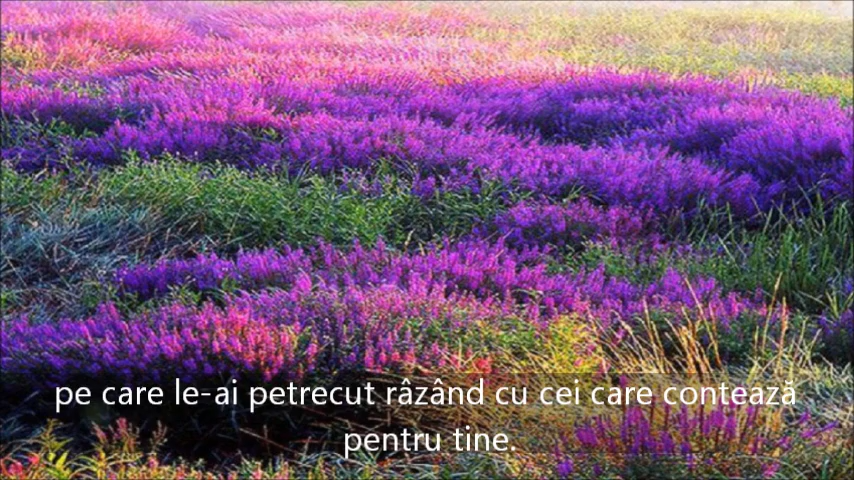 pe care le-ai petrecut râzând cu cei care contează
pentru tine.